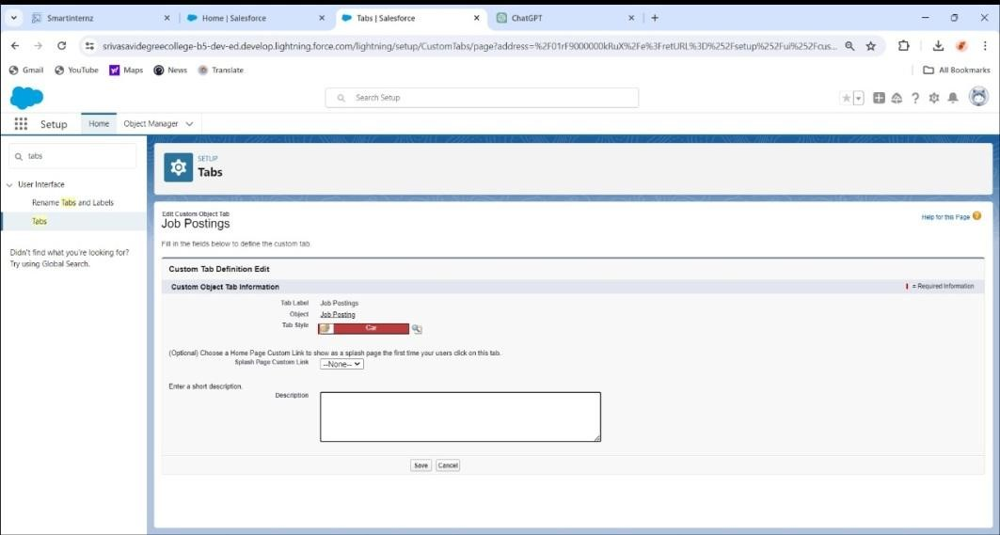 Smartinternz
Home | Salesforce
Tabs | Salesforce
ChatGPT
srivasavidegreecollege-b5-dev-ed.develop.lightning.force.com/lightning/setup/CustomTabs/page?address=%2F01rF9000000kRuX%2Fe%3FretURL%3D%252Fsetup%252Fui%252Fcus...
Gmail
YouTube
Maps
News
Translate
All Bookmarks
Search Setup
Setup
Home
Object Manager
tabs
User Interface
Rename Tabs and Labels
Tabs
Didn't find what you're looking for?
Try using Global Search.
SETUP
Tabs
Edit Custom Object Tab
Job Postings
Help for this Page
Fill in the fields below to define the custom tab.
Custom Tab Definition Edit
Custom Object Tab Information
= Required Information
Tab Label Job Postings
Object Job Posting
Tab Style Car
(Optional) Choose a Home Page Custom Link to show as a splash page the first time your users click on this tab.
Splash Page Custom Link --None--
Enter a short description.
Description
Save Cancel